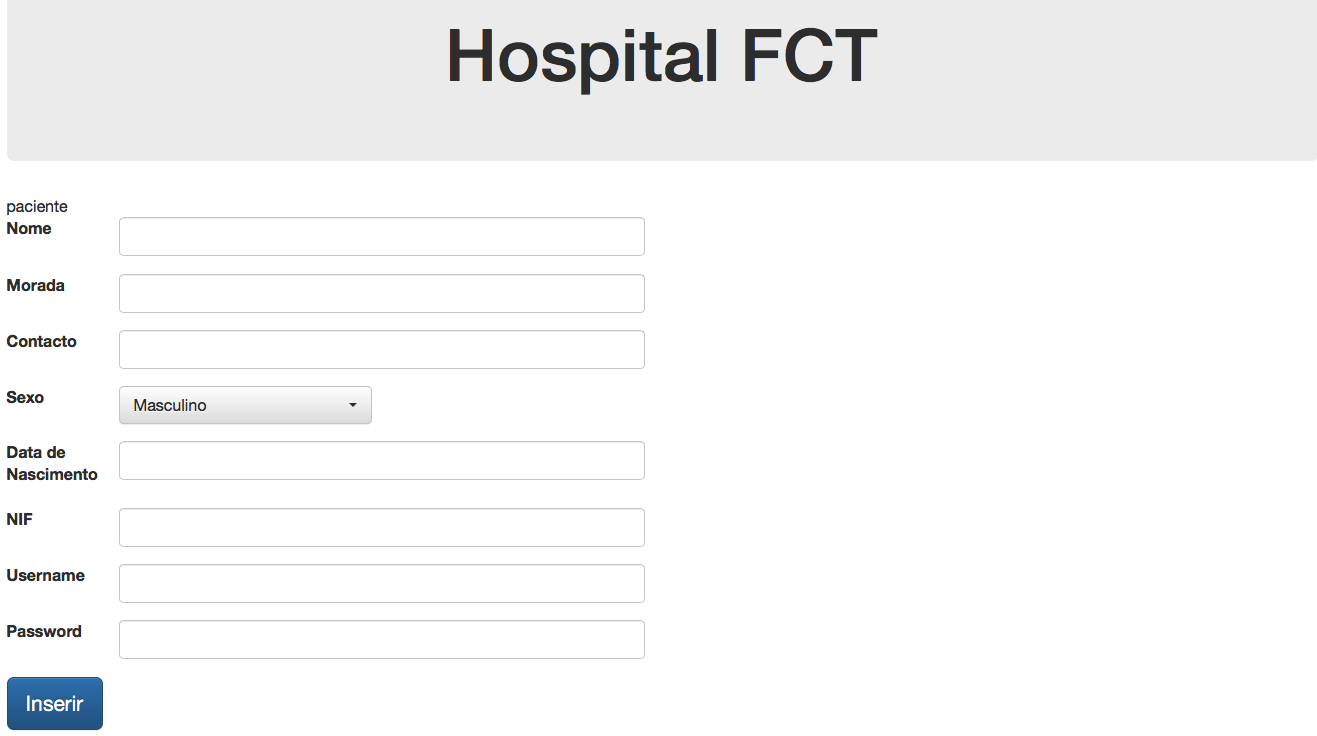 Hospital FCT
paciente
Nome
Morada
Contacto
Sexo
Masculino
Data de
Nascimento
NIF
Username
Password
Inserir